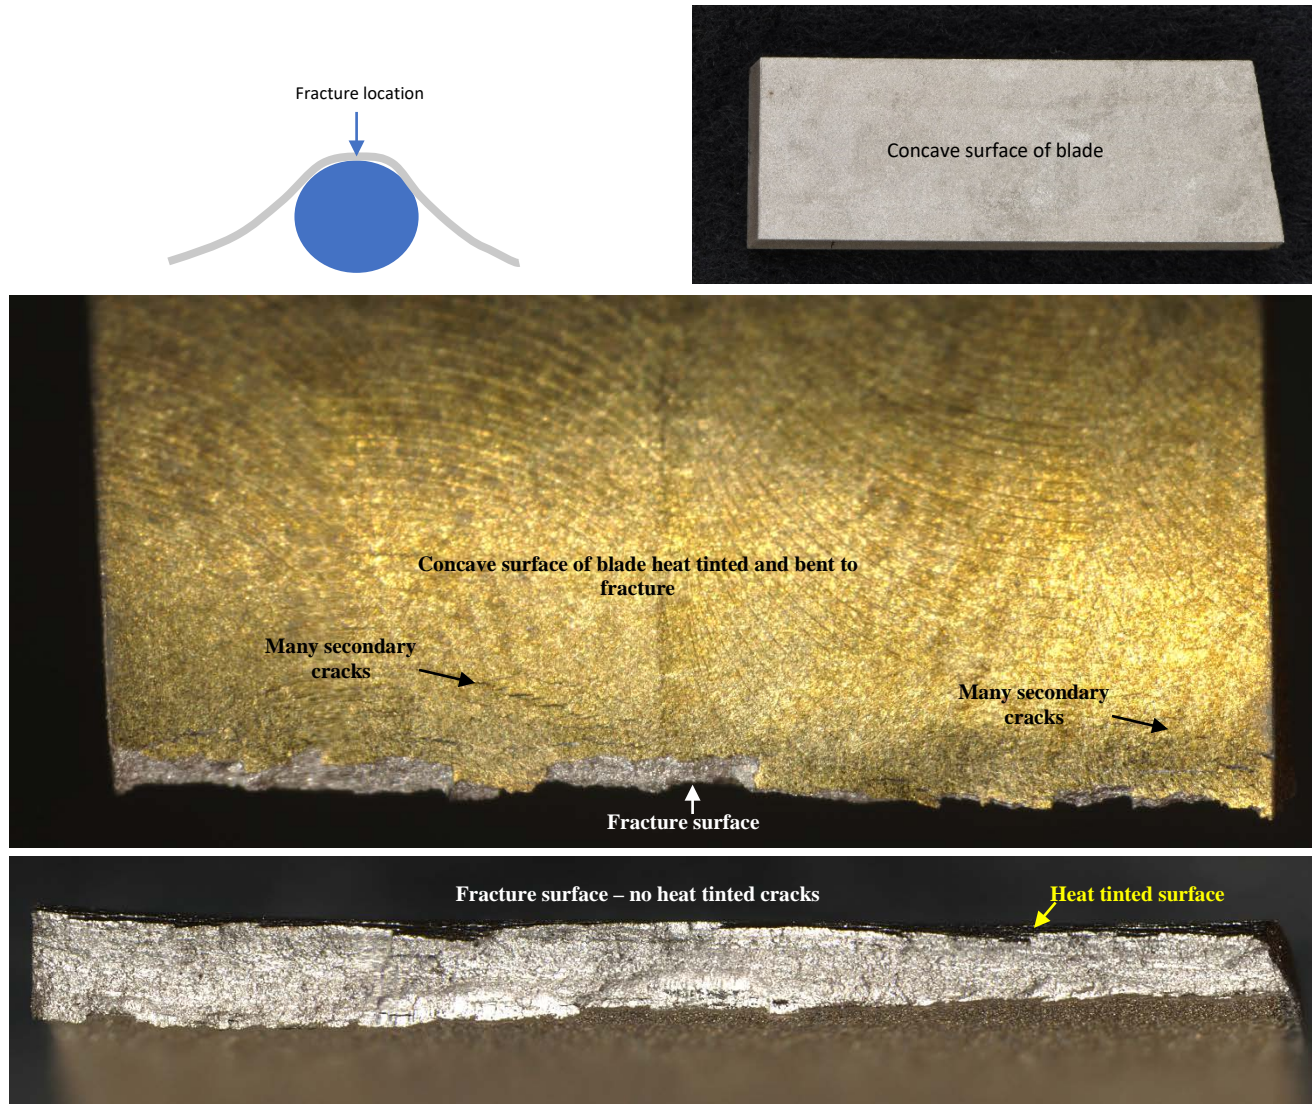 Fracture location
Concave surface of blade
Concave surface of blade heat tinted and bent to
fracture
Many secondary
cracks
Many secondary
cracks
Fracture surface
Fracture surface – no heat tinted cracks
Heat tinted surface